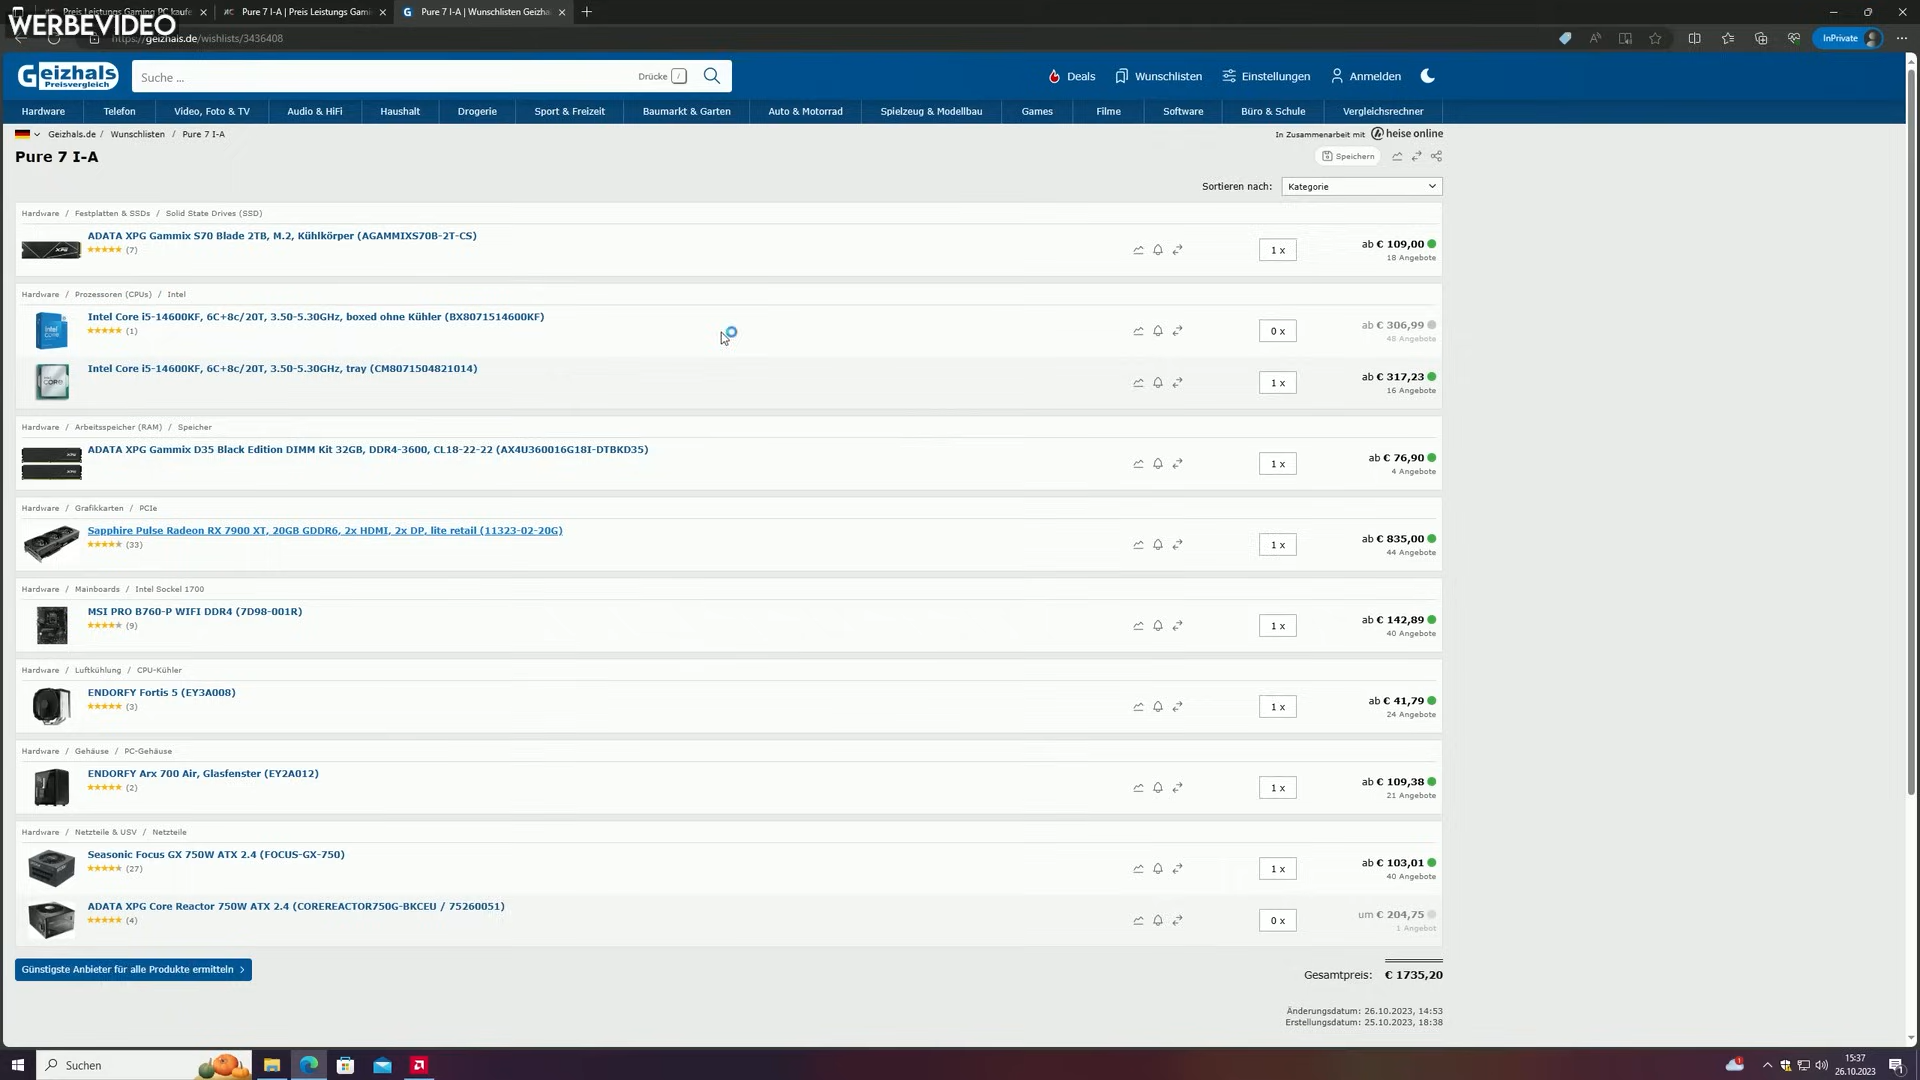 WERBEVIDEO
Preis Leistungs Gaming PC kaufe
Pure 7 I-A | Preis Leistungs Gami
Pure 7 I-A | Wunschlisten Geizha
https://geizhals.de/wishlists/3436408
InPrivate
Geizhals
Preisvergleich
Suche ...
Drücke /
Deals
Wunschlisten
Einstellungen
Anmelden
Hardware
Telefon
Video, Foto & TV
Audio & HiFi
Haushalt
Drogerie
Sport & Freizeit
Baumarkt & Garten
Auto & Motorrad
Spielzeug & Modellbau
Games
Filme
Software
Büro & Schule
Vergleichsrechner
Geizhals.de / Wunschlisten / Pure 7 I-A
In Zusammenarbeit mit heise online
Pure 7 I-A
Speichern
Sortieren nach: Kategorie
Hardware / Festplatten & SSDs / Solid State Drives (SSD)
ADATA XPG Gammix S70 Blade 2TB, M.2, Kühlkörper (AGAMMIXS70B-2T-CS)
(7)
1 x
ab € 109,00
18 Angebote
Hardware / Prozessoren (CPUs) / Intel
Intel Core i5-14600KF, 6C+8c/20T, 3.50-5.30GHz, boxed ohne Kühler (BX8071514600KF)
(1)
0 x
ab € 306,99
48 Angebote
Intel Core i5-14600KF, 6C+8c/20T, 3.50-5.30GHz, tray (CM8071504821014)
1 x
ab € 317,23
16 Angebote
Hardware / Arbeitsspeicher (RAM) / Speicher
ADATA XPG Gammix D35 Black Edition DIMM Kit 32GB, DDR4-3600, CL18-22-22 (AX4U360016G18I-DTBKD35)
1 x
ab € 76,90
4 Angebote
Hardware / Grafikkarten / PCIe
Sapphire Pulse Radeon RX 7900 XT, 20GB GDDR6, 2x HDMI, 2x DP, lite retail (11323-02-20G)
(33)
1 x
ab € 835,00
44 Angebote
Hardware / Mainboards / Intel Sockel 1700
MSI PRO B760-P WIFI DDR4 (7D98-001R)
(9)
1 x
ab € 142,89
40 Angebote
Hardware / Luftkühlung / CPU-Kühler
ENDORFY Fortis 5 (EY3A008)
(3)
1 x
ab € 41,79
24 Angebote
Hardware / Gehäuse / PC-Gehäuse
ENDORFY Arx 700 Air, Glasfenster (EY2A012)
(2)
1 x
ab € 109,38
21 Angebote
Hardware / Netzteile & USV / Netzteile
Seasonic Focus GX 750W ATX 2.4 (FOCUS-GX-750)
(27)
1 x
ab € 103,01
40 Angebote
ADATA XPG Core Reactor 750W ATX 2.4 (COREREACTOR750G-BKCEU / 75260051)
(4)
0 x
um € 204,75
1 Angebot
Günstigste Anbieter für alle Produkte ermitteln
Gesamtpreis: € 1735,20
Änderungsdatum: 26.10.2023, 14:53
Erstellungsdatum: 25.10.2023, 18:38
Suchen
15:37
26.10.2023